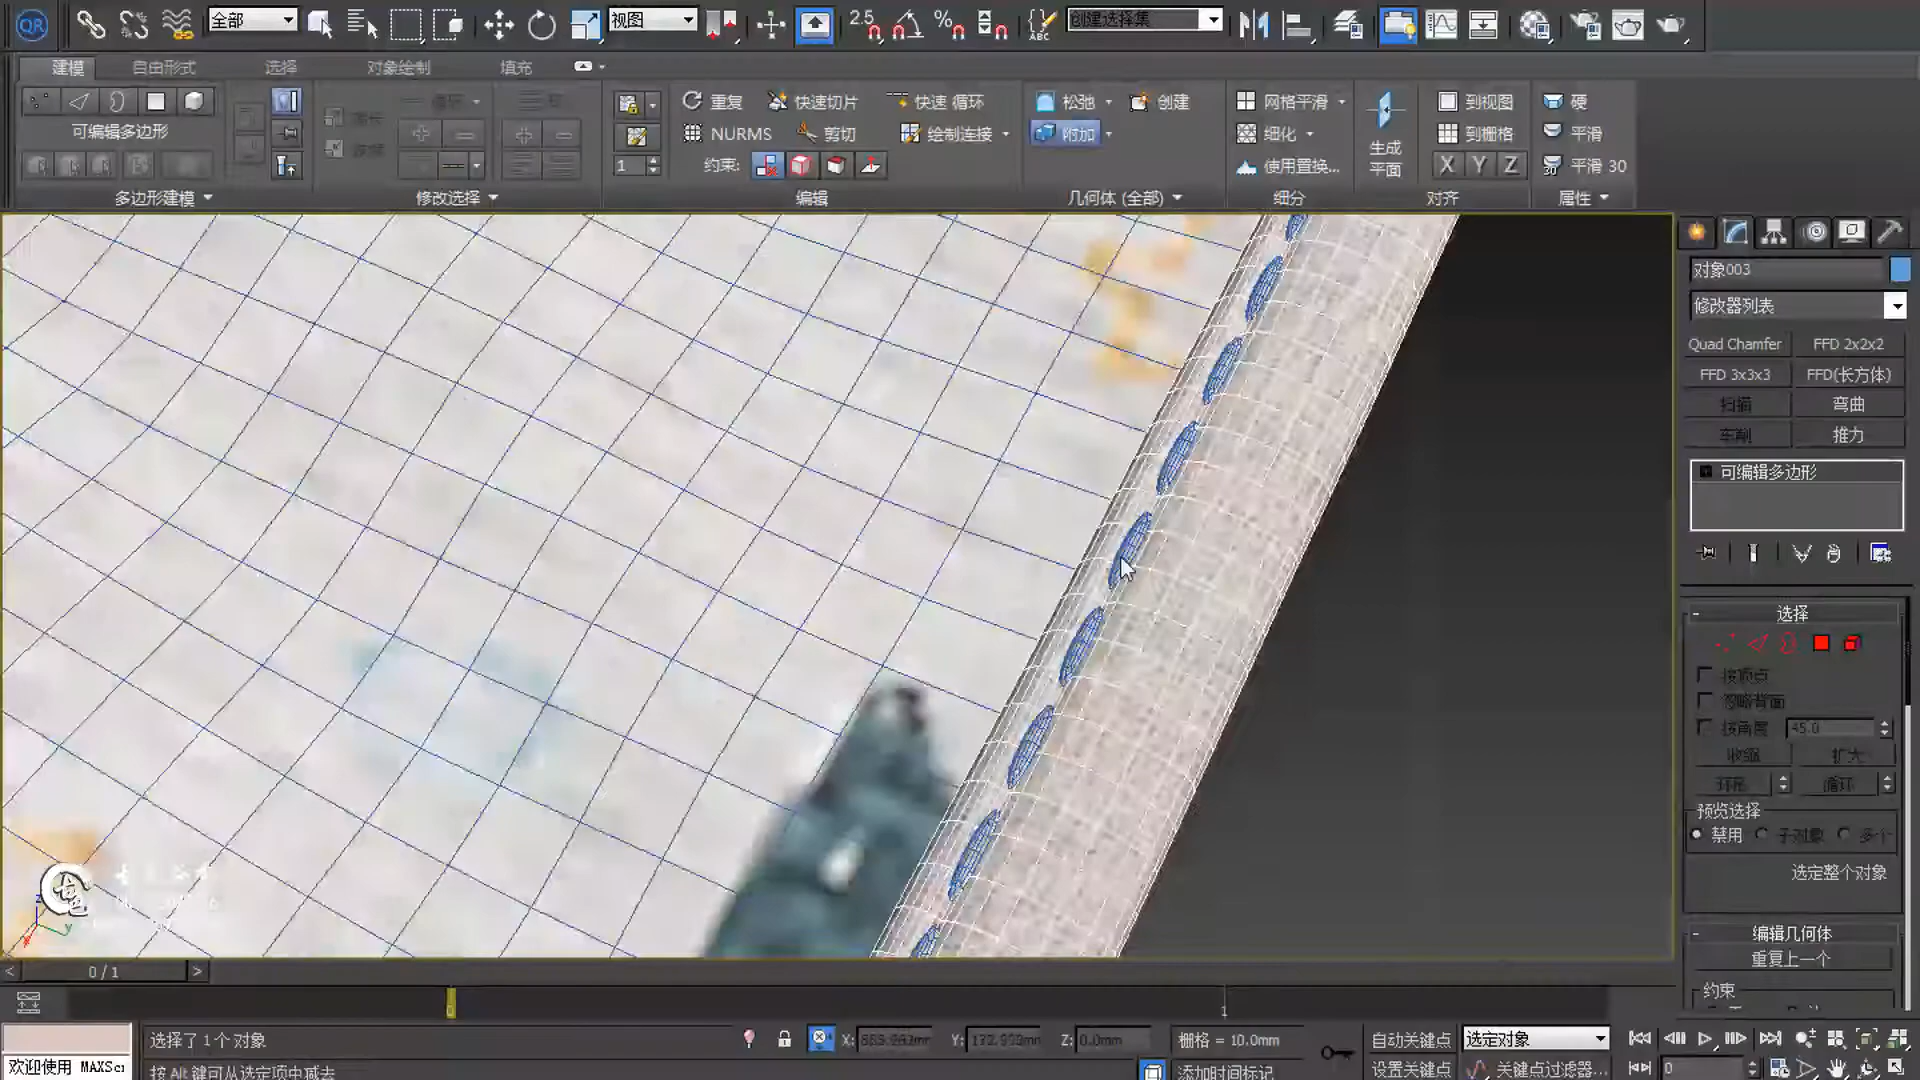 QR 全部 视图 2.5 % ABC 创建选择集
建模 自由形式 选择 对象绘制 填充
重复 快速切片 快速 循环 松弛 创建 网格平滑 到视图 硬
可编辑多边形 NURMS 剪切 绘制连接 附加 细化 生成 到栅格 平滑
1 约束: 使用置换... 平面 X Y Z 30 平滑 30
多边形建模 修改选择 编辑 几何体 (全部) 细分 对齐 属性
对象003
修改器列表
Quad Chamfer FFD 2x2x2
FFD 3x3x3 FFD(长方体)
扫描 弯曲
车削 推力
可编辑多边形
- 选择
按顶点
忽略背面
按角度 45.0
收缩 扩大
环形 循环
预览选择
禁用 子对象 多个
选定整个对象
- 编辑几何体
重复上一个
约束
z
y
< 0 / 1 >
0 1
选择了 1 个 对象 X: Y: Z: 0.0mm 栅格 = 10.0mm 自动关键点 选定对象
欢迎使用 MAXScr 按 Alt 键可从选定项中减去 添加时间标记 设置关键点 关键点过滤器... 0